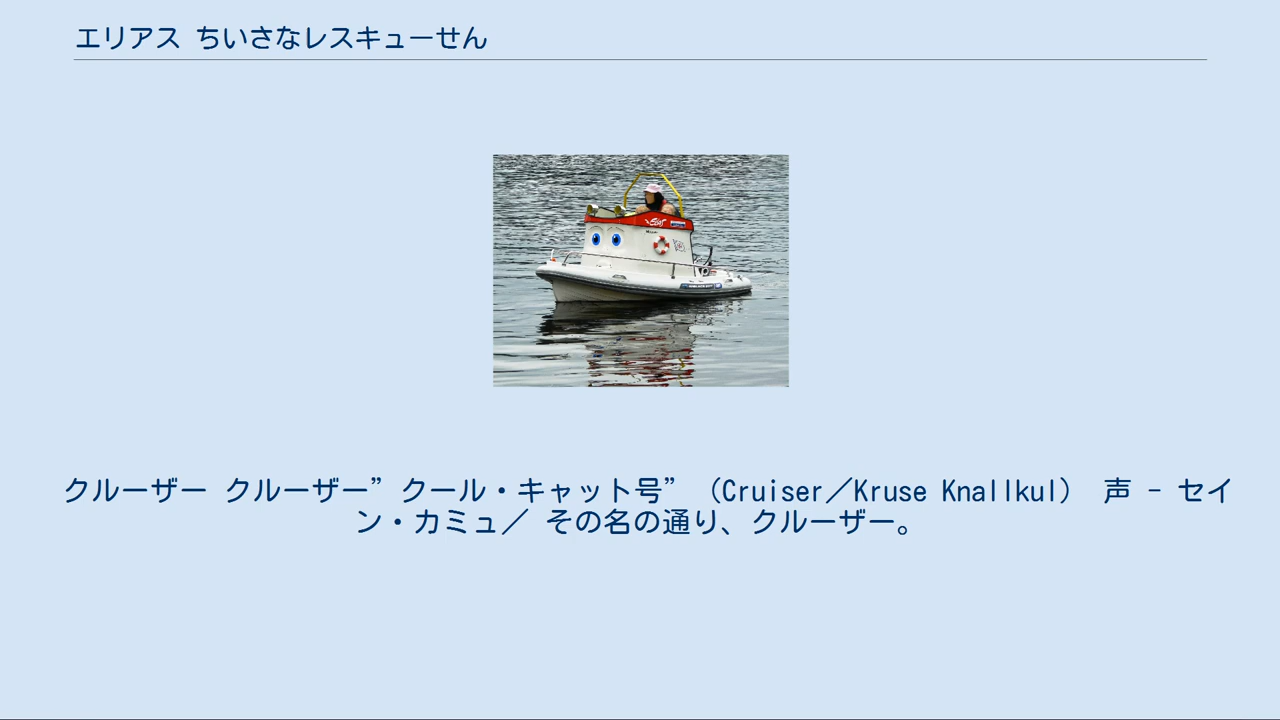 エリアス ちいさなレスキューせん
クルーザー クルーザー”クール・キャット号”（Cruiser／Kruse Knallkul） 声 - セイ
ン・カミュ／ その名の通り、クルーザー。